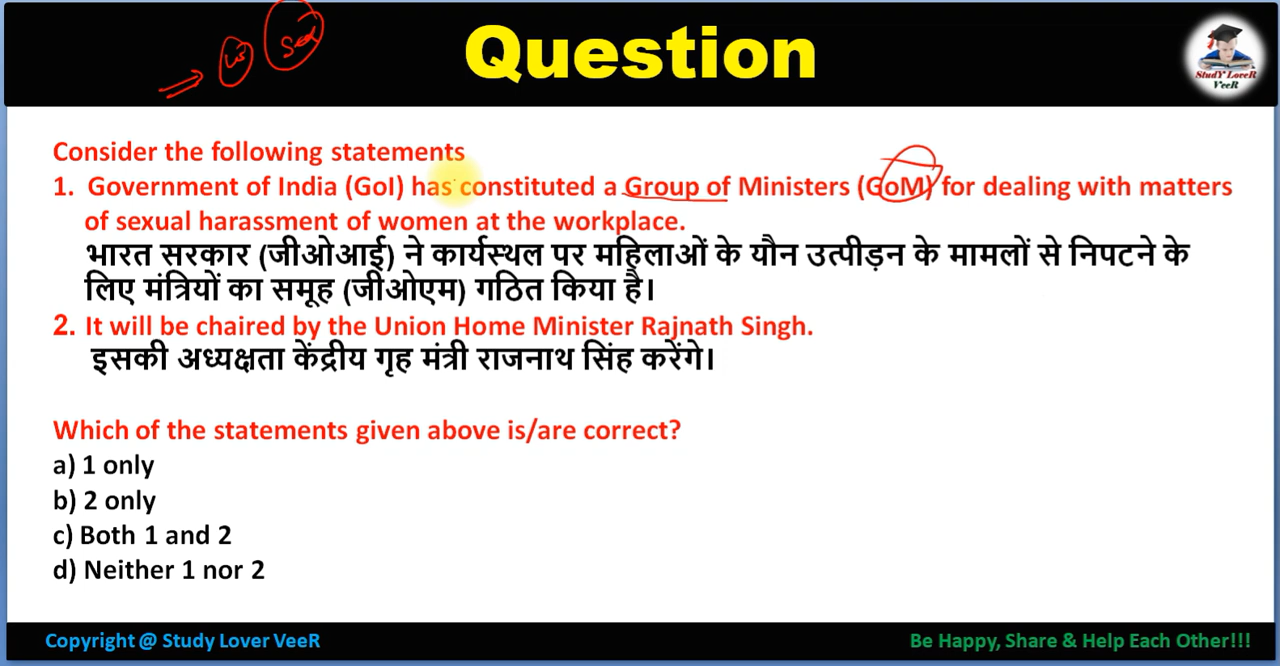 Question
StudY LoveR
VeeR
Consider the following statements
1. Government of India (GoI) has constituted a Group of Ministers (GoM) for dealing with matters
of sexual harassment of women at the workplace.
भारत सरकार (जीओआई) ने कार्यस्थल पर महिलाओं के यौन उत्पीड़न के मामलों से निपटने के
लिए मंत्रियों का समूह (जीओएम) गठित किया है।
2. It will be chaired by the Union Home Minister Rajnath Singh.
इसकी अध्यक्षता केंद्रीय गृह मंत्री राजनाथ सिंह करेंगे।
Which of the statements given above is/are correct?
a) 1 only
b) 2 only
c) Both 1 and 2
d) Neither 1 nor 2
Copyright @ Study Lover VeeR
Be Happy, Share & Help Each Other!!!